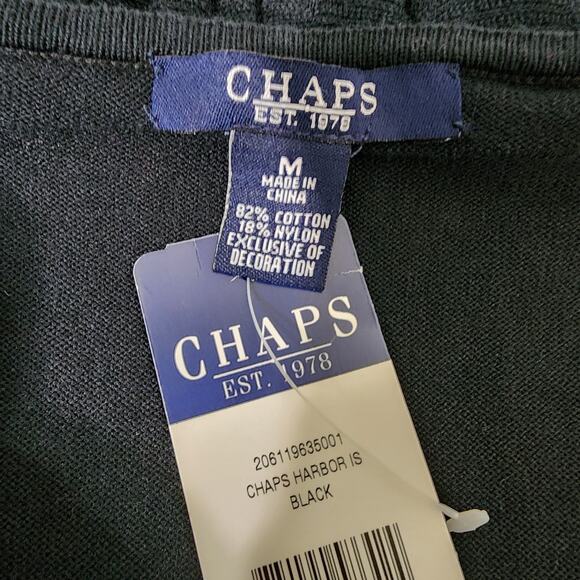 CHAPS
EST. 1978
M
MADE IN
CHINA
82% COTTON
18% NYLON
EXCLUSIVE OF
DECORATION
CHAPS
EST. 1978
206119635001
CHAPS HARBOR IS
BLACK